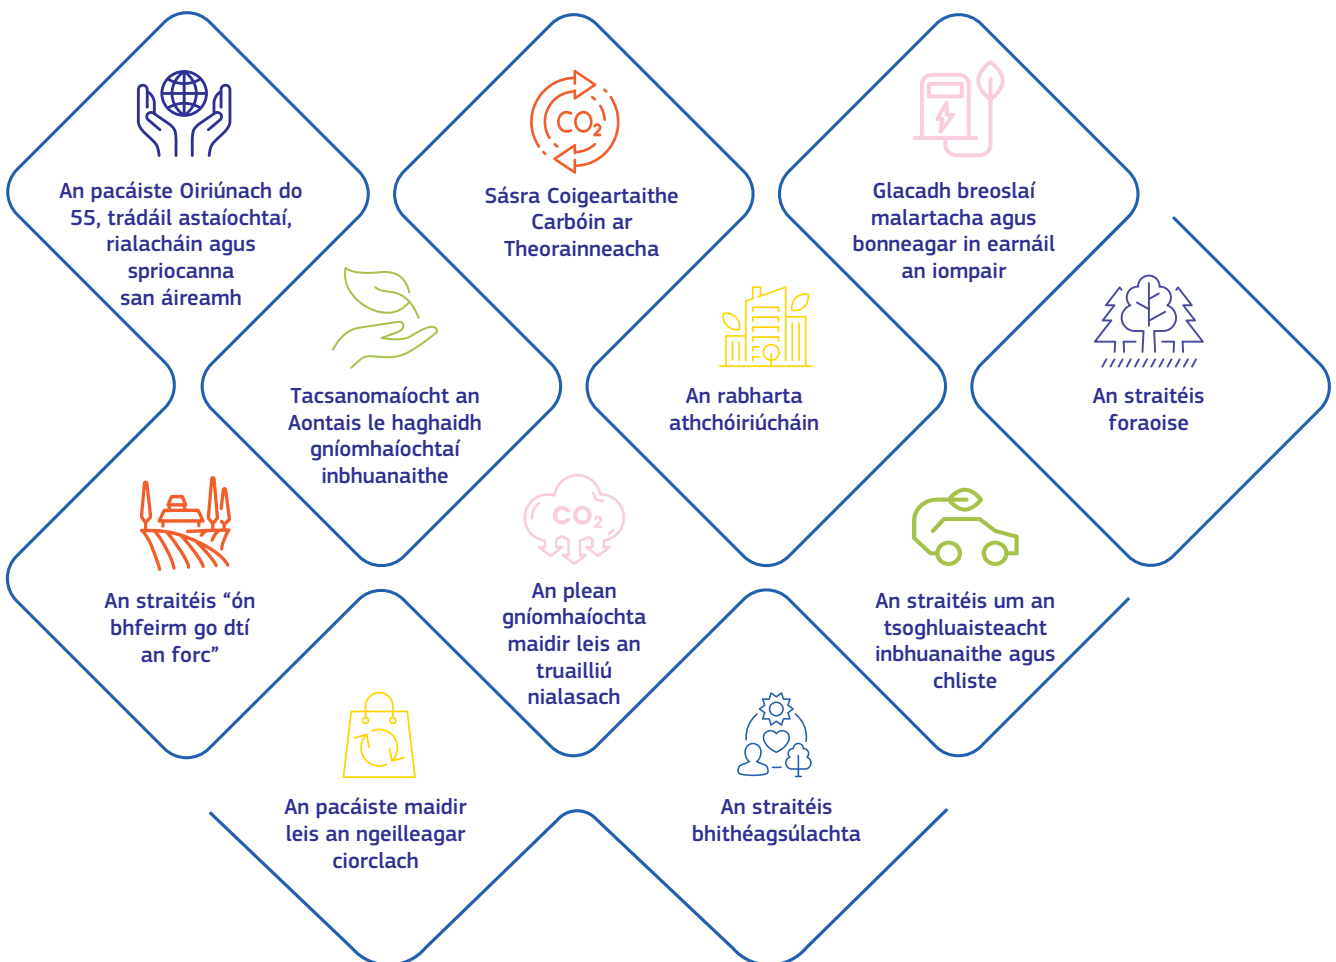 An pacáiste Oiriúnach do
55, trádáil astaíochtaí,
rialacháin agus
spriocanna
san áireamh
CO₂
Sásra Coigeartaithe
Carbóin ar
Theorainneacha
Glacadh breoslaí
malartacha agus
bonneagar in earnáil
an iompair
Tacsanomaíocht an
Aontais le haghaidh
gníomhaíochtaí
inbhuanaithe
An rabharta
athchóiriúcháin
An straitéis
foraoise
An straitéis “ón
bhfeirm go dtí
an forc”
CO₂
An plean
gníomhaíochta
maidir leis an
truailliú
nialasach
An straitéis um an
tsoghluaisteacht
inbhuanaithe agus
chliste
An pacáiste maidir
leis an ngeilleagar
ciorclach
An straitéis
bhithéagsúlachta